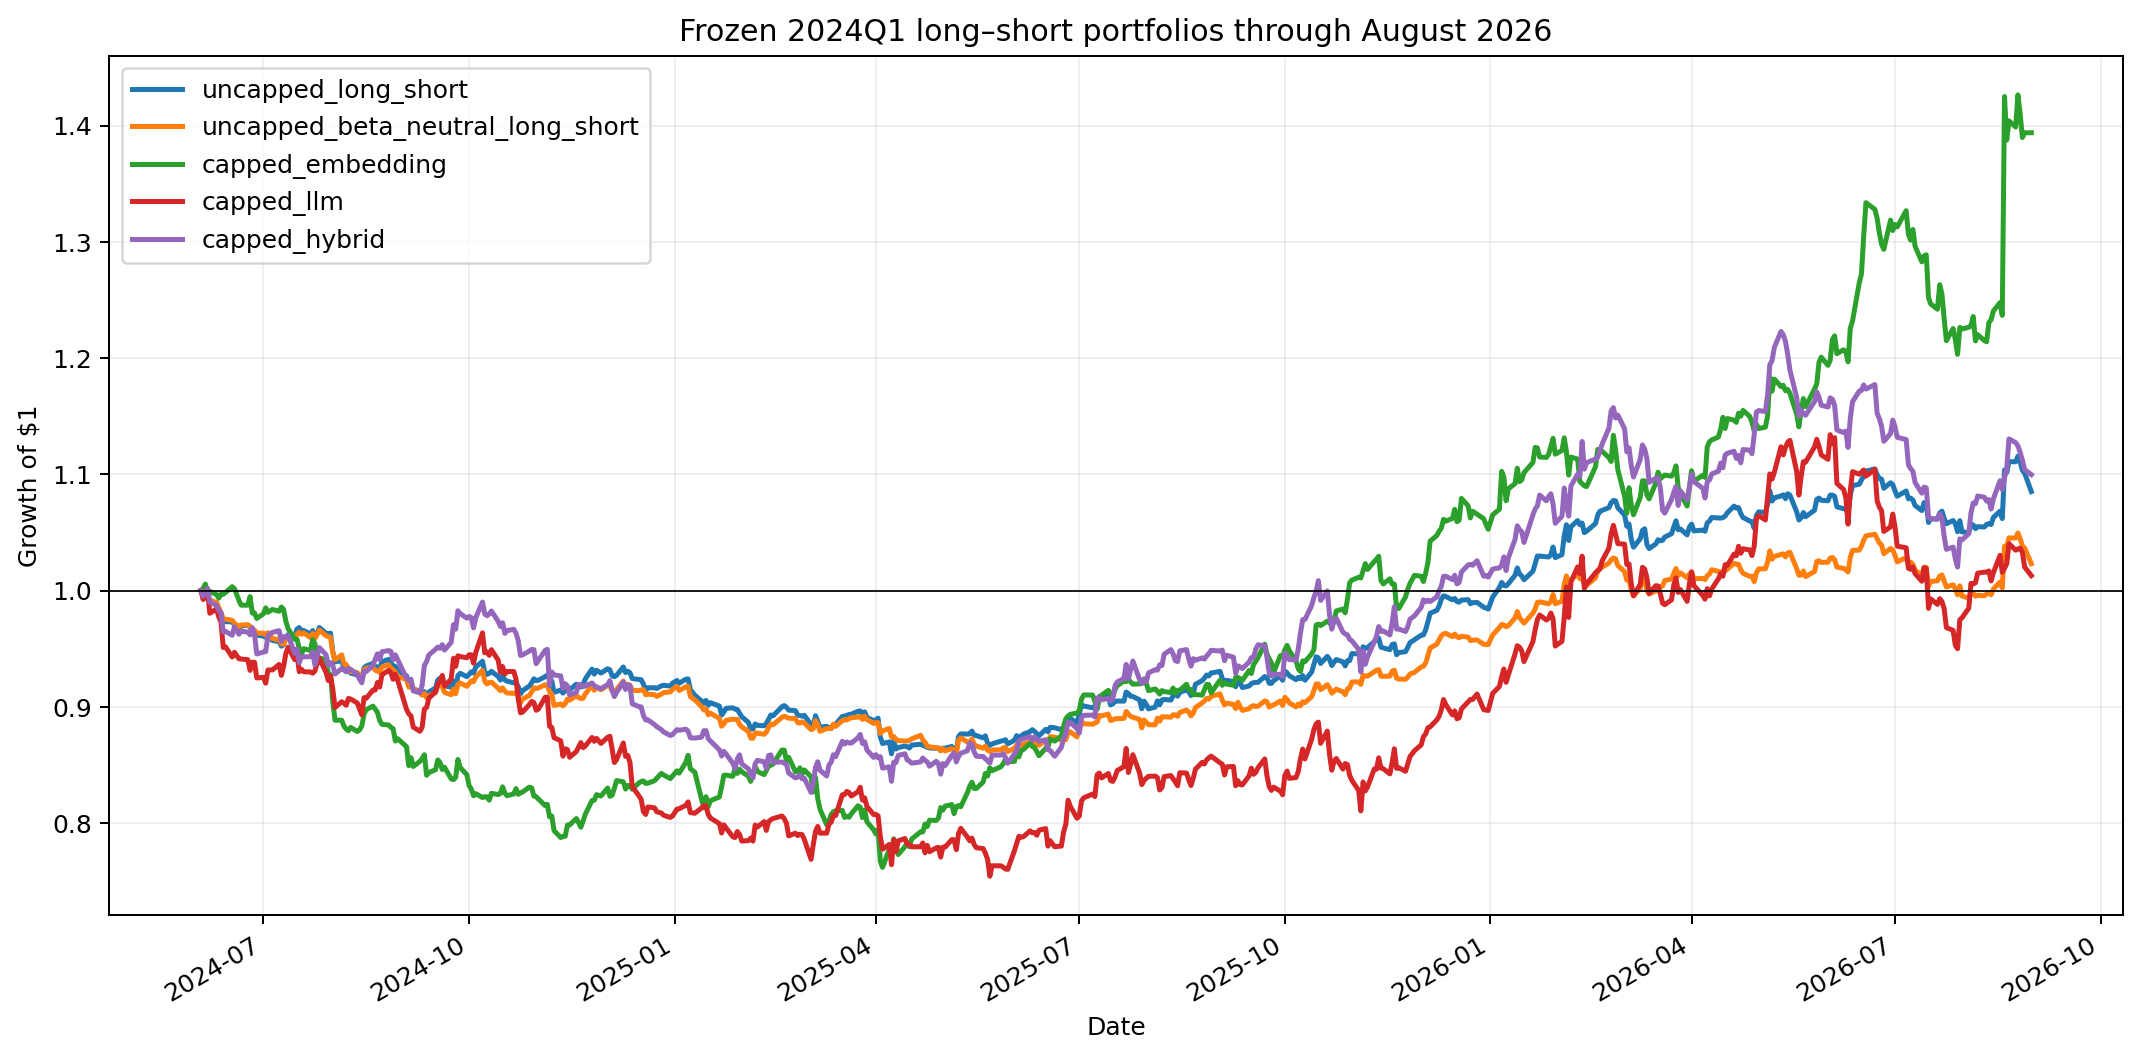 Frozen 2024Q1 long–short portfolios through August 2026
uncapped_long_short
uncapped_beta_neutral_long_short
capped_embedding
capped_llm
capped_hybrid
Growth of $1
1.4
1.3
1.2
1.1
1.0
0.9
0.8
2024-07
2024-10
2025-01
2025-04
2025-07
2025-10
2026-01
2026-04
2026-07
2026-10
Date